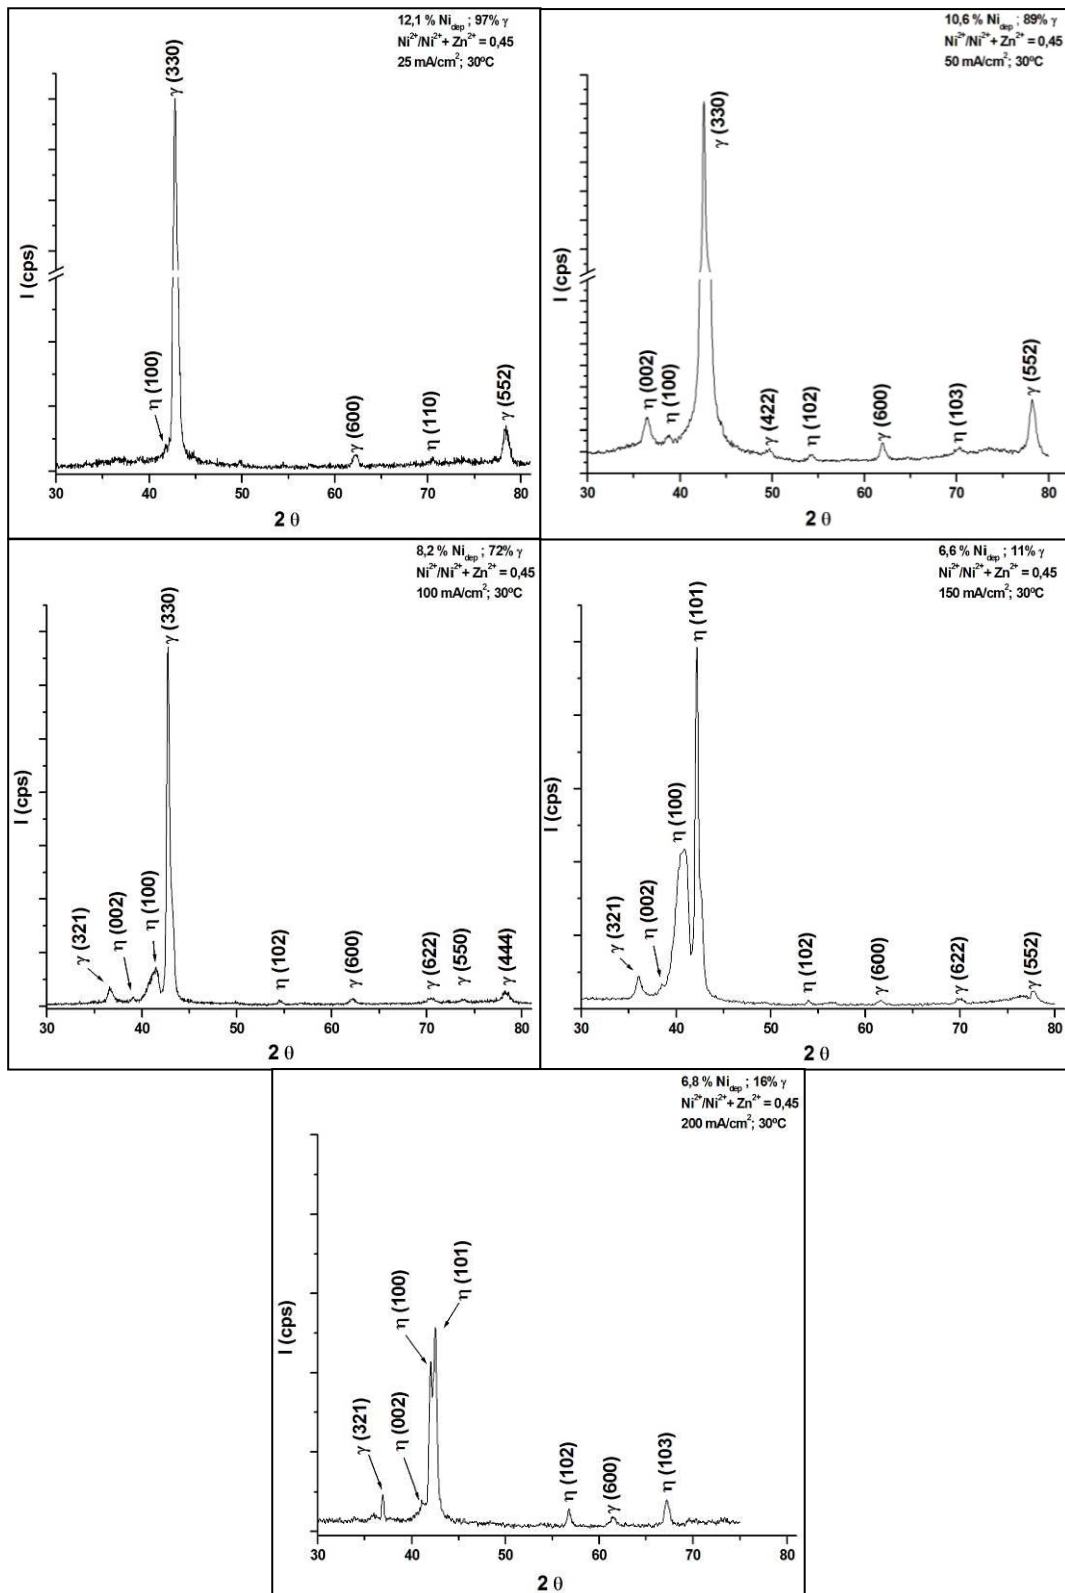 12,1 % Ni_dep ; 97% γ
Ni²⁺/Ni²⁺ + Zn²⁺ = 0,45
25 mA/cm²; 30ºC
γ (330)
η (100)
γ (600)
η (110)
γ (552)
I (cps)
30 40 50 60 70 80
2 θ
10,6 % Ni_dep ; 89% γ
Ni²⁺/Ni²⁺ + Zn²⁺ = 0,45
50 mA/cm²; 30ºC
γ (330)
η (002)
η (100)
γ (422)
η (102)
γ (600)
η (103)
γ (552)
I (cps)
30 40 50 60 70 80
2 θ
8,2 % Ni_dep ; 72% γ
Ni²⁺/Ni²⁺ + Zn²⁺ = 0,45
100 mA/cm²; 30ºC
γ (330)
γ (321)
η (002)
η (100)
η (102)
γ (600)
γ (622)
γ (550)
γ (444)
I (cps)
30 40 50 60 70 80
2 θ
6,6 % Ni_dep ; 11% γ
Ni²⁺/Ni²⁺ + Zn²⁺ = 0,45
150 mA/cm²; 30ºC
η (101)
η (100)
γ (321)
η (002)
η (102)
γ (600)
γ (622)
γ (552)
I (cps)
30 40 50 60 70 80
2 θ
6,8 % Ni_dep ; 16% γ
Ni²⁺/Ni²⁺ + Zn²⁺ = 0,45
200 mA/cm²; 30ºC
η (100)
η (101)
γ (321)
η (002)
η (102)
γ (600)
η (103)
I (cps)
30 40 50 60 70 80
2 θ